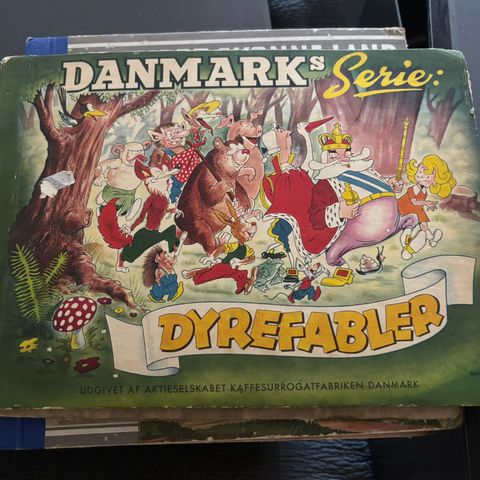 DANMARKs Serie:
DYREFABLER
UDGIVET AF AKTIESELSKABET KAFFESURROGATFABRIKEN DANMARK